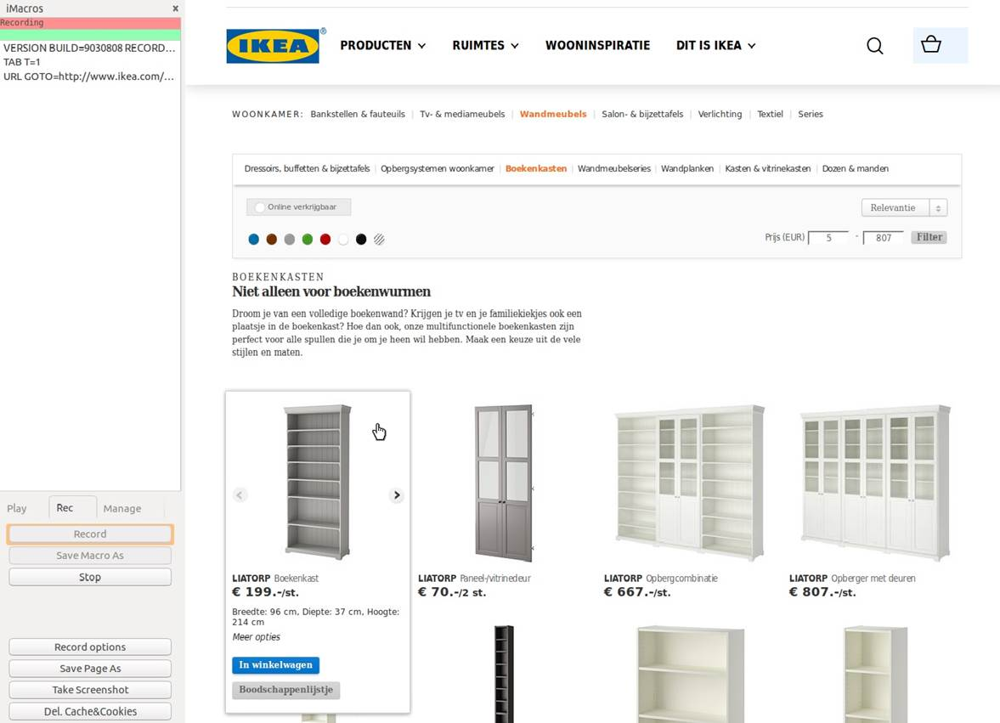 iMacros
×
Recording
VERSION BUILD=9030808 RECORD...
TAB T=1
URL GOTO=http://www.ikea.com/...
Play
Rec
Manage
Record
Save Macro As
Stop
Record options
Save Page As
Take Screenshot
Del. Cache&Cookies
IKEA ®
PRODUCTEN RUIMTES WOONINSPIRATIE DIT IS IKEA
WOONKAMER: Bankstellen & fauteuils | Tv- & mediameubels | Wandmeubels | Salon- & bijzettafels | Verlichting | Textiel | Series
Dressoirs, buffetten & bijzettafels | Opbergsystemen woonkamer | Boekenkasten | Wandmeubelseries | Wandplanken | Kasten & vitrinekasten | Dozen & manden
Online verkrijgbaar
Relevantie
Prijs (EUR) 5 - 807 Filter
BOEKENKASTEN
Niet alleen voor boekenwurmen
Droom je van een volledige boekenwand? Krijgen je tv en je familiekiekjes ook een
plaatsje in de boekenkast? Hoe dan ook, onze multifunctionele boekenkasten zijn
perfect voor alle spullen die je om je heen wil hebben. Maak een keuze uit de vele
stijlen en maten.
LIATORP Boekenkast
€ 199.-/st.
Breedte: 96 cm, Diepte: 37 cm, Hoogte:
214 cm
Meer opties
In winkelwagen
Boodschappenlijstje
LIATORP Paneel-/vitrinedeur
€ 70.-/2 st.
LIATORP Opbergcombinatie
€ 667.-/st.
LIATORP Opberger met deuren
€ 807.-/st.